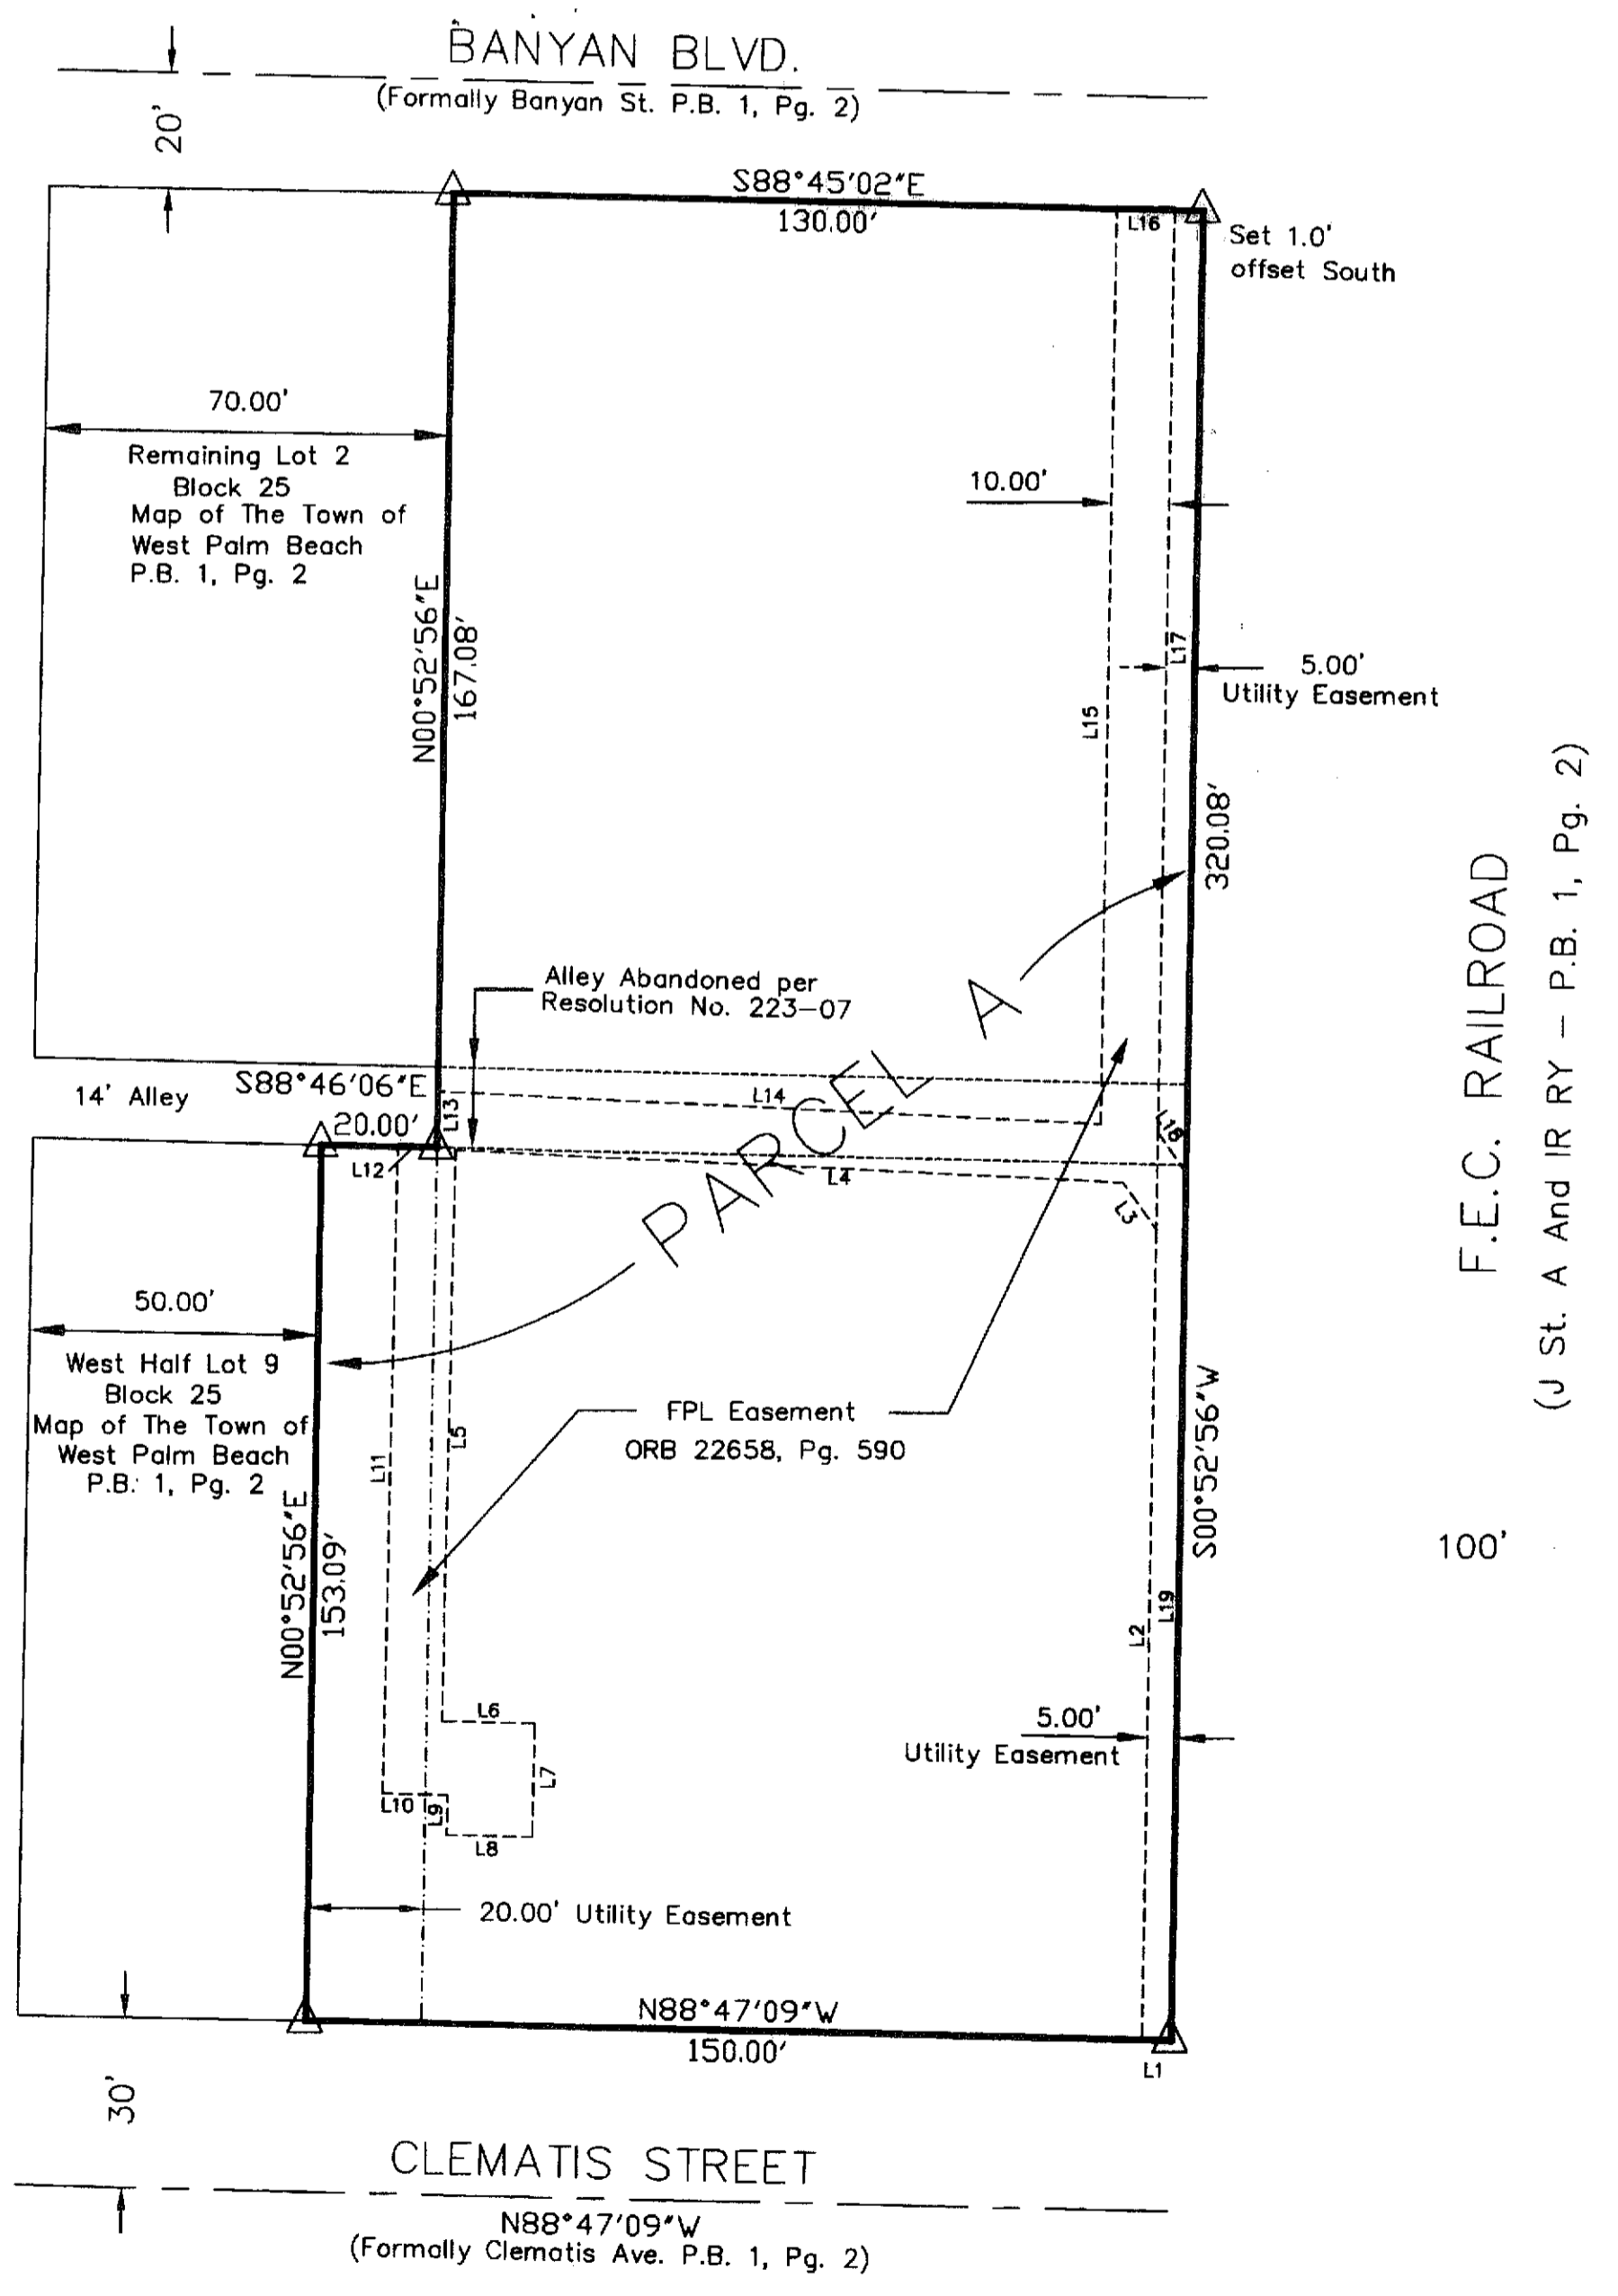 BANYAN BLVD.
(Formally Banyan St. P.B. 1, Pg. 2)
20'
S88°45'02"E
130.00'
L16
Set 1.0'
offset South
70.00'
Remaining Lot 2
Block 25
Map of The Town of
West Palm Beach
P.B. 1, Pg. 2
10.00'
N00°52'56"E
167.08'
L17
5.00'
Utility Easement
L15
320.08'
F.E.C. RAILROAD
(J St. A And IR RY – P.B. 1, Pg. 2)
Alley Abandoned per
Resolution No. 223–07
PARCEL A
14' Alley
S88°46'06"E
20.00'
L13
L14
L18
L12
L4
L3
50.00'
West Half Lot 9
Block 25
Map of The Town of
West Palm Beach
P.B. 1, Pg. 2
L11
L5
FPL Easement
ORB 22658, Pg. 590
S00°52'56"W
100'
N00°52'56"E
153.09'
L19
L2
L6
L7
5.00'
Utility Easement
L10
L9
L8
20.00' Utility Easement
N88°47'09"W
150.00'
L1
30'
CLEMATIS STREET
N88°47'09"W
(Formally Clematis Ave. P.B. 1, Pg. 2)